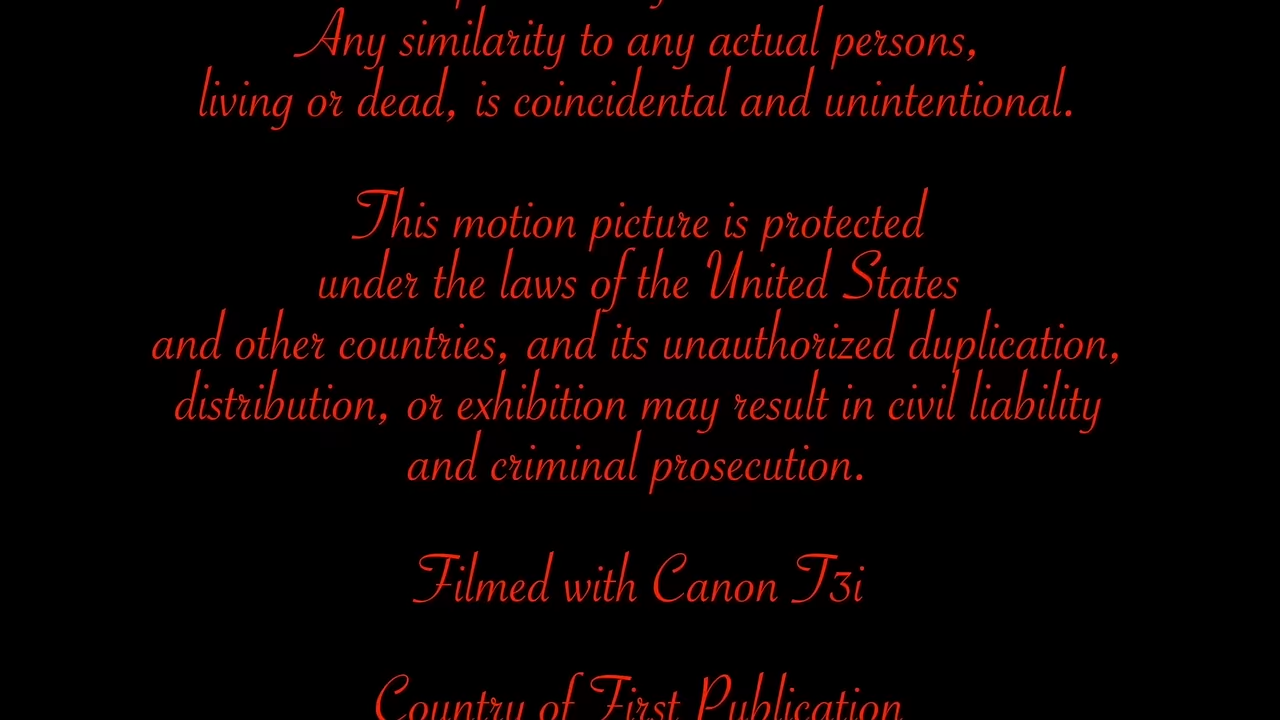 Any similarity to any actual persons,
living or dead, is coincidental and unintentional.
This motion picture is protected
under the laws of the United States
and other countries, and its unauthorized duplication,
distribution, or exhibition may result in civil liability
and criminal prosecution.
Filmed with Canon T3i
Country of First Publication